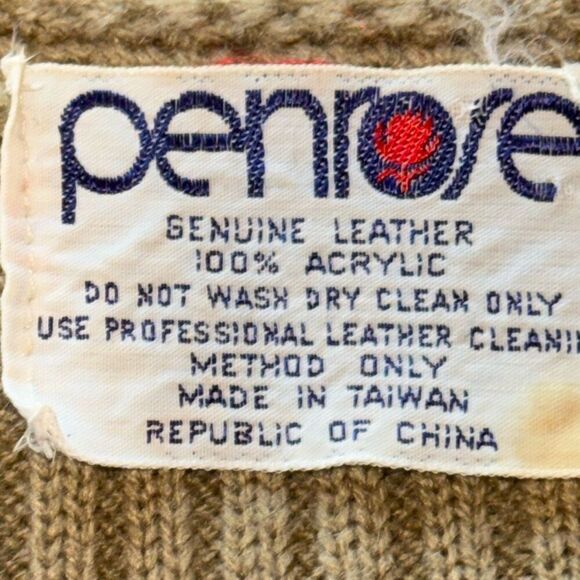 penrose
GENUINE LEATHER
100% ACRYLIC
DO NOT WASH DRY CLEAN ONLY
USE PROFESSIONAL LEATHER CLEANIN
METHOD ONLY
MADE IN TAIWAN
REPUBLIC OF CHINA